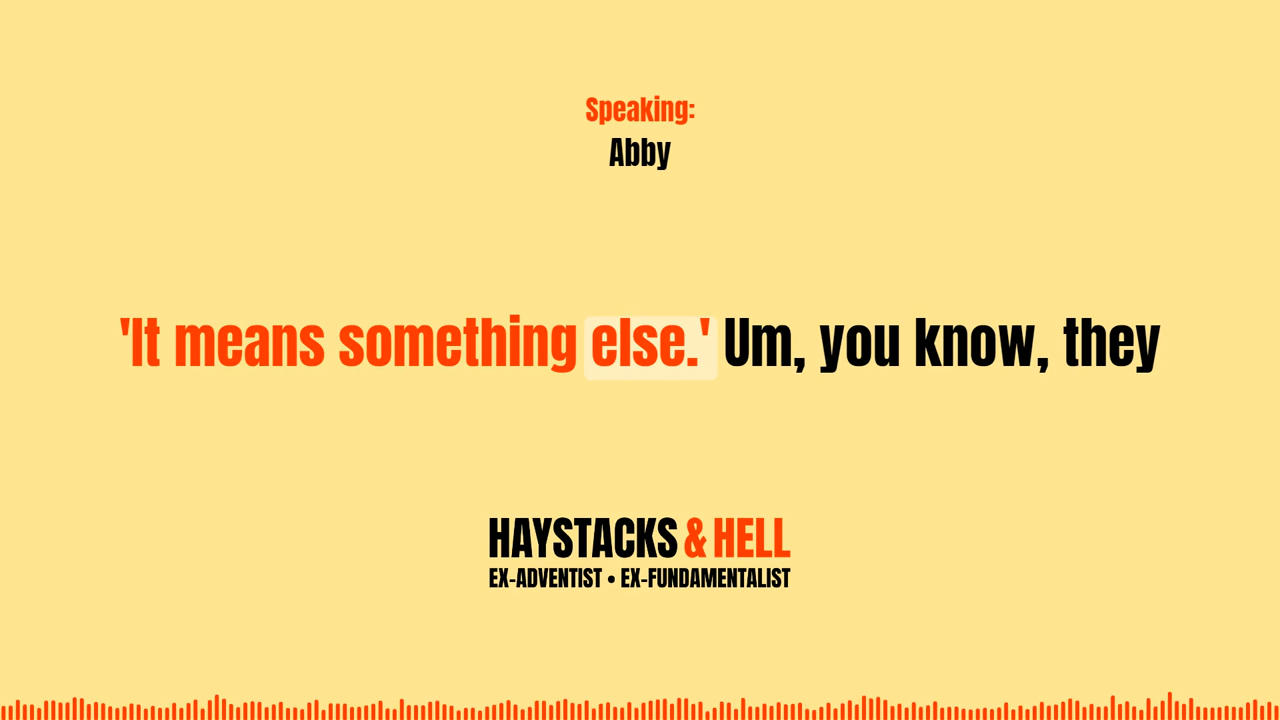 Speaking:
Abby
'It means something else.' Um, you know, they
HAYSTACKS & HELL
EX-ADVENTIST • EX-FUNDAMENTALIST